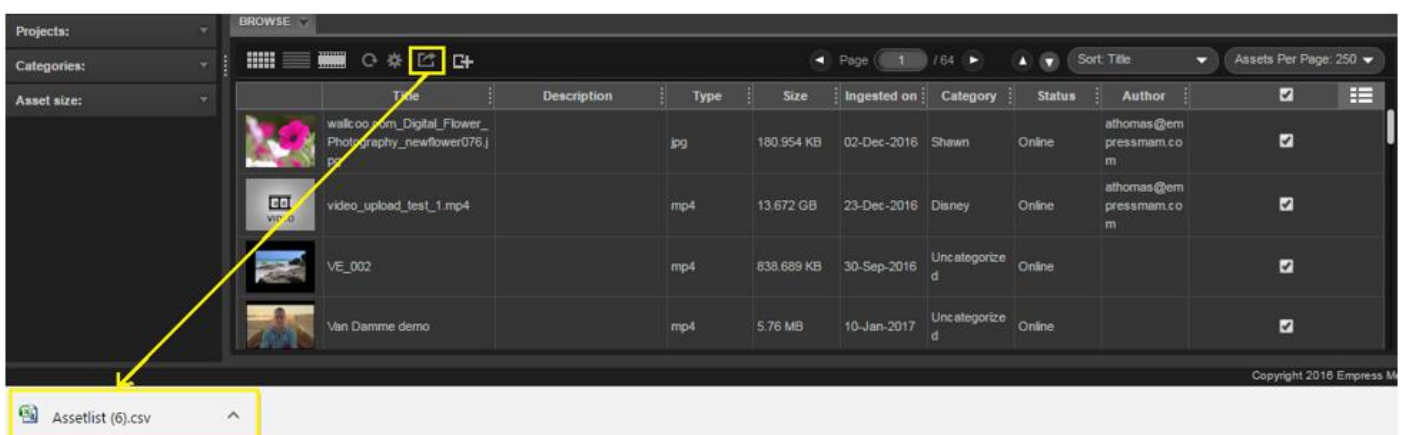 Projects:
Categories:
Asset size:
BROWSE
Page 1 / 64 Sort: Title Assets Per Page: 250
Title Description Type Size Ingested on Category Status Author
wallcoo.com_Digital_Flower_
Photography_newflower076.j
pg
jpg 180.954 KB 02-Dec-2016 Shawn Online
athomas@em
pressmam.co
m
VIDEO
video_upload_test_1.mp4 mp4 13.672 GB 23-Dec-2016 Disney Online
athomas@em
pressmam.co
m
VE_002 mp4 838.689 KB 30-Sep-2016
Uncategorize
d
Online
Van Damme demo mp4 5.76 MB 10-Jan-2017
Uncategorize
d
Online
Copyright 2016 Empress Me
Assetlist (6).csv